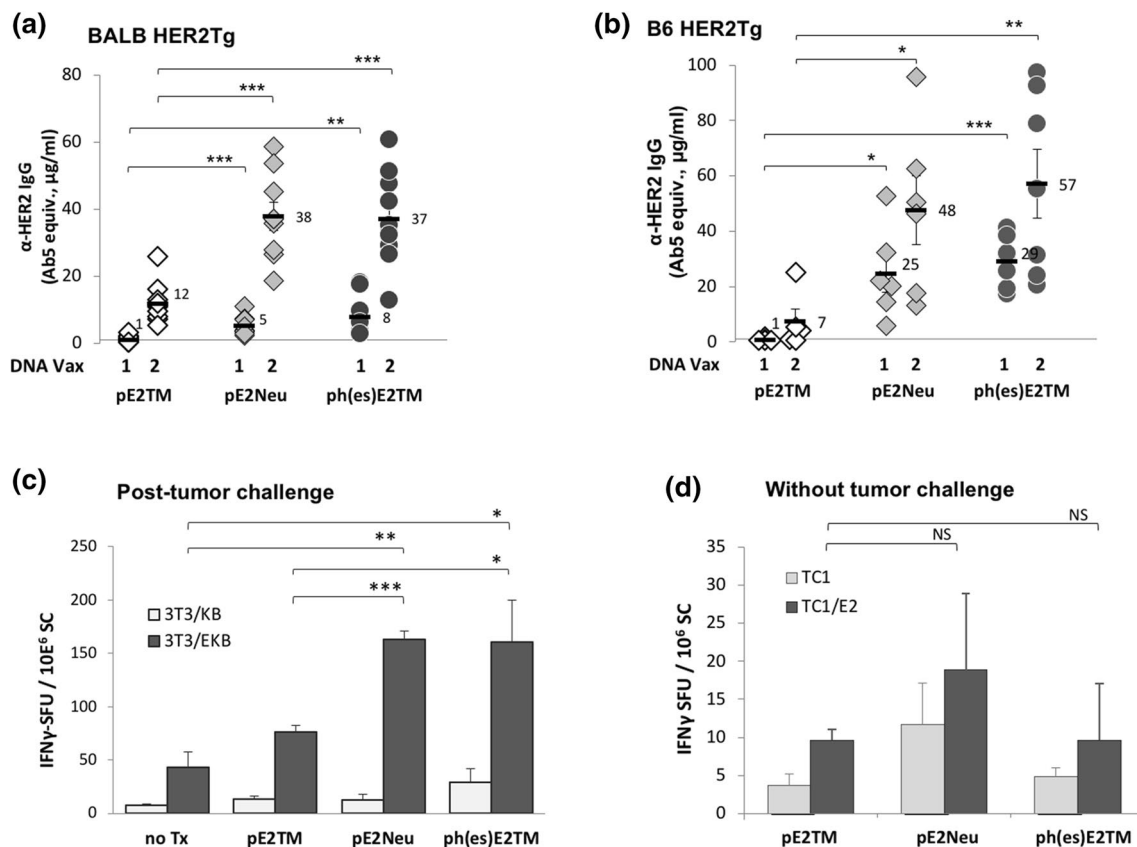 (a)
BALB HER2Tg
***
***
**
***
α-HER2 IgG
(Ab5 equiv., μg/ml)
80
60
40
20
0
1
12
5
38
8
37
DNA Vax 1 2 1 2 1 2
pE2TM pE2Neu ph(es)E2TM
(b)
B6 HER2Tg
**
*
***
*
α-HER2 IgG
(Ab5 equiv., μg/ml)
100
80
60
40
20
0
1
7
25
48
29
57
DNA Vax 1 2 1 2 1 2
pE2TM pE2Neu ph(es)E2TM
(c)
Post-tumor challenge
*
**
*
***
3T3/KB
3T3/EKB
IFNγ-SFU / 10E⁶ SC
250
200
150
100
50
0
no Tx pE2TM pE2Neu ph(es)E2TM
(d)
Without tumor challenge
NS
NS
TC1
TC1/E2
IFNγ SFU / 10⁶ SC
35
30
25
20
15
10
5
0
pE2TM pE2Neu ph(es)E2TM